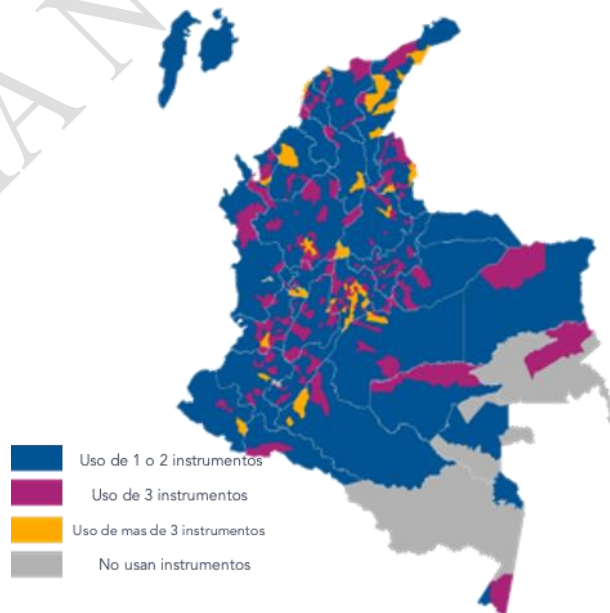 Uso de 1 o 2 instrumentos
Uso de 3 instrumentos
Uso de mas de 3 instrumentos
No usan instrumentos